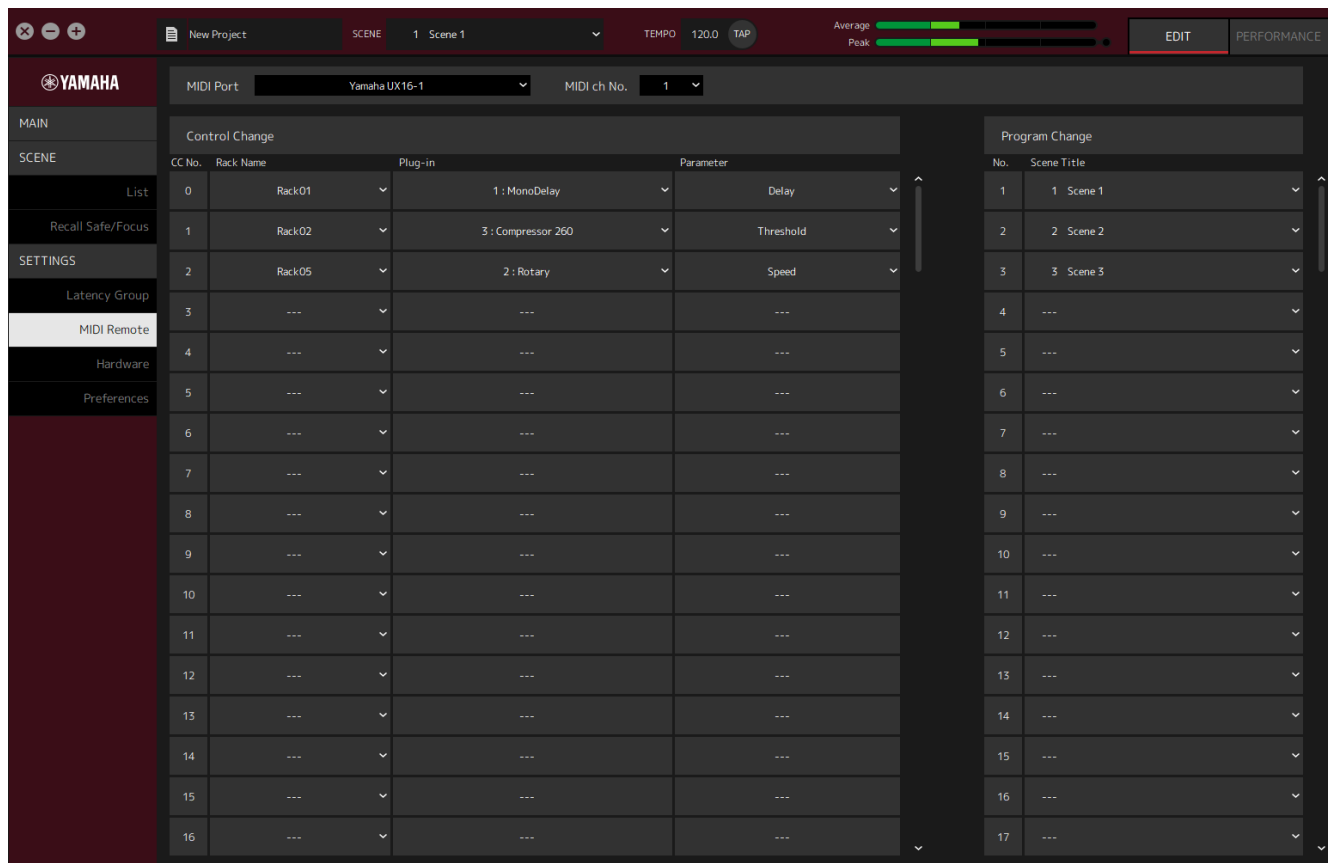 New Project SCENE 1 Scene 1 TEMPO 120.0 TAP Average Peak EDIT PERFORMANCE
YAMAHA
MIDI Port Yamaha UX16-1 MIDI ch No. 1
MAIN
SCENE
List
Recall Safe/Focus
SETTINGS
Latency Group
MIDI Remote
Hardware
Preferences
Control Change
CC No. Rack Name Plug-in Parameter
0 Rack01 1 : MonoDelay Delay
1 Rack02 3 : Compressor 260 Threshold
2 Rack05 2 : Rotary Speed
3 --- --- ---
4 --- --- ---
5 --- --- ---
6 --- --- ---
7 --- --- ---
8 --- --- ---
9 --- --- ---
10 --- --- ---
11 --- --- ---
12 --- --- ---
13 --- --- ---
14 --- --- ---
15 --- --- ---
16 --- --- ---
Program Change
No. Scene Title
1 1 Scene 1
2 2 Scene 2
3 3 Scene 3
4 ---
5 ---
6 ---
7 ---
8 ---
9 ---
10 ---
11 ---
12 ---
13 ---
14 ---
15 ---
16 ---
17 ---